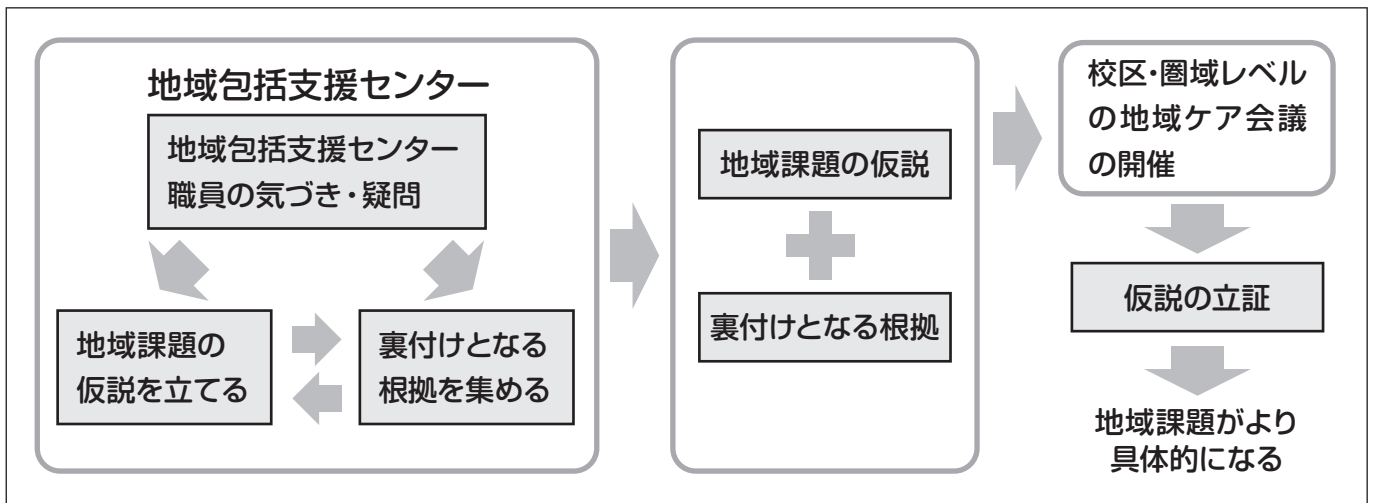 地域包括支援センター
地域包括支援センター
職員の気づき・疑問
地域課題の
仮説を立てる
裏付けとなる
根拠を集める
地域課題の仮説
裏付けとなる根拠
校区・圏域レベル
の地域ケア会議
の開催
仮説の立証
地域課題がより
具体的になる